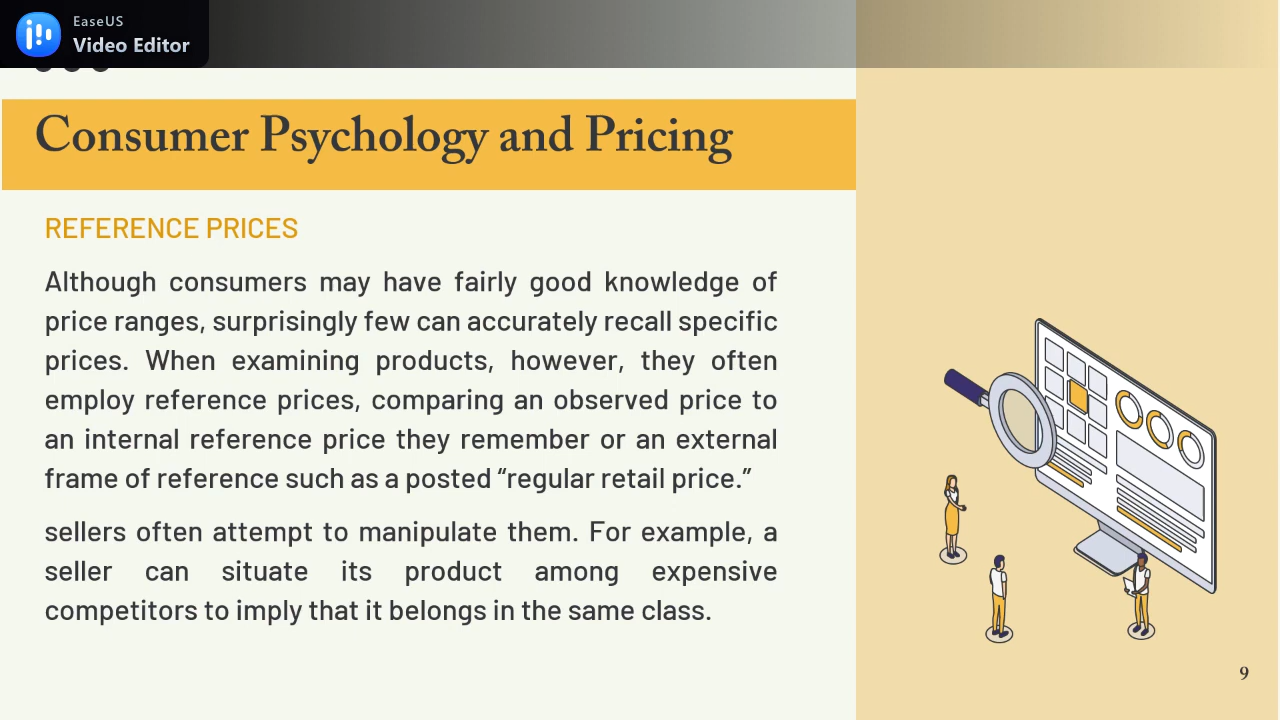 EaseUS
Video Editor
Consumer Psychology and Pricing
REFERENCE PRICES
Although consumers may have fairly good knowledge of
price ranges, surprisingly few can accurately recall specific
prices. When examining products, however, they often
employ reference prices, comparing an observed price to
an internal reference price they remember or an external
frame of reference such as a posted “regular retail price.”
sellers often attempt to manipulate them. For example, a
seller can situate its product among expensive
competitors to imply that it belongs in the same class.
9